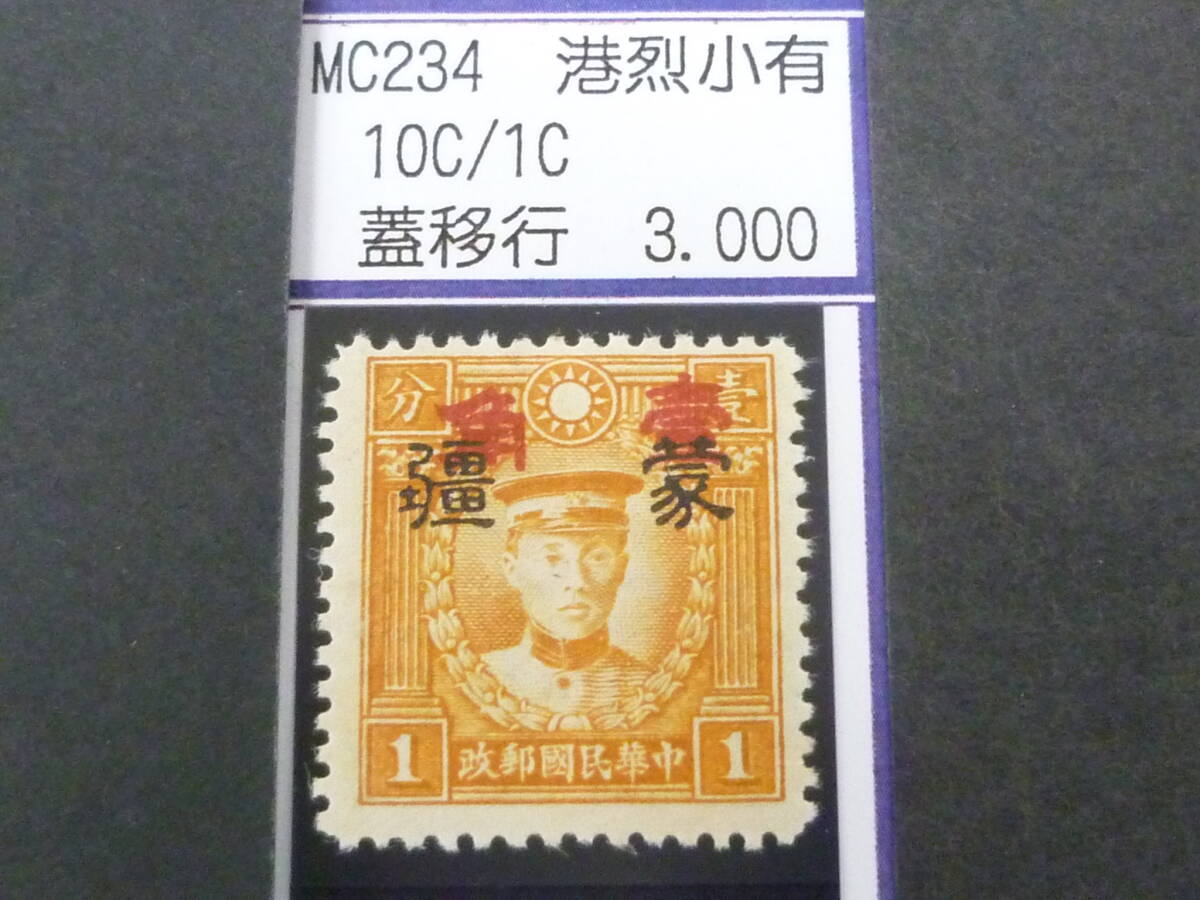 MC234 港烈小有
10C/1C
蓋移行 3.000
分 壹
角 壹
疆 蒙
1 政郵國民華中 1